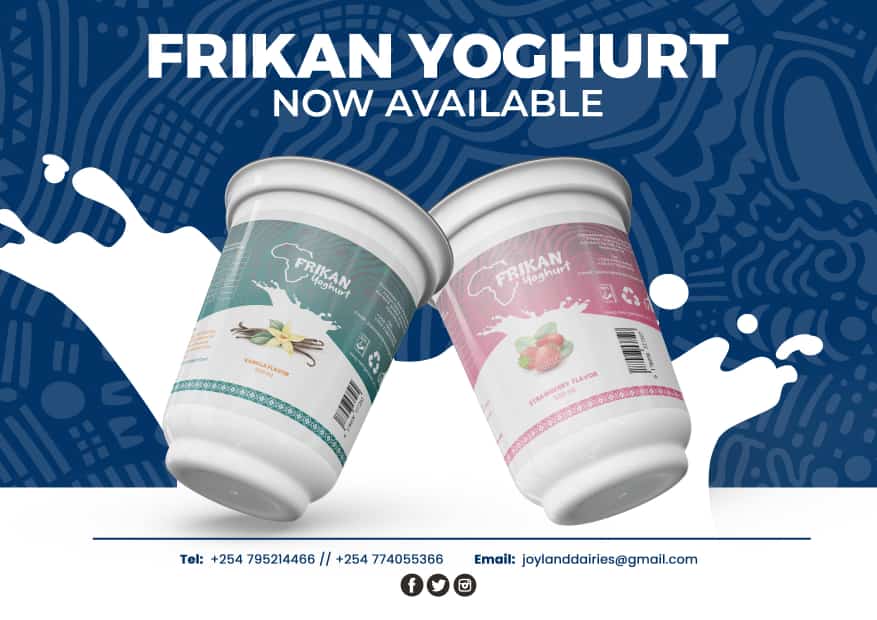 FRIKAN YOGHURT
NOW AVAILABLE
FRIKAN
Yoghurt
VANILLA FLAVOR
FRIKAN
Yoghurt
STRAWBERRY FLAVOR
Tel: +254 795214466 // +254 774055366 Email: joylanddairies@gmail.com